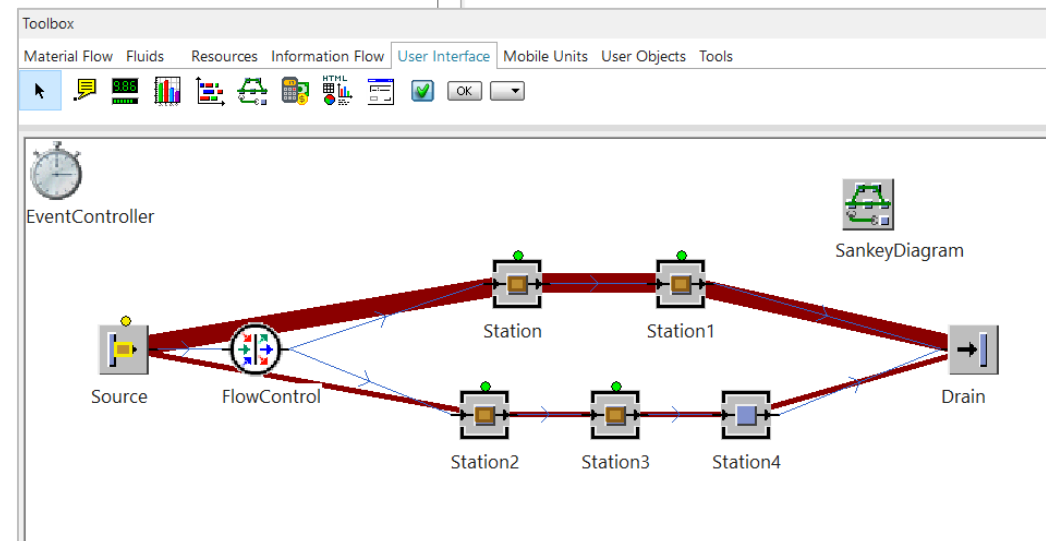 Toolbox
Material Flow Fluids Resources Information Flow User Interface Mobile Units User Objects Tools
9.86 HTML OK
EventController
SankeyDiagram
Station Station1
Source FlowControl Drain
Station2 Station3 Station4